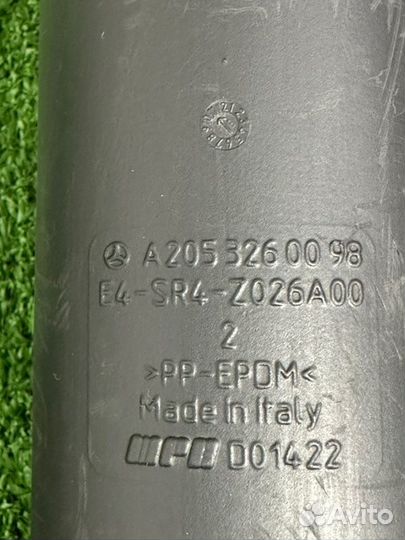 A 205 326 00 98
E4-SR4-Z026A00
2
>PP-EPDM<
Made in Italy
D01422
Avito